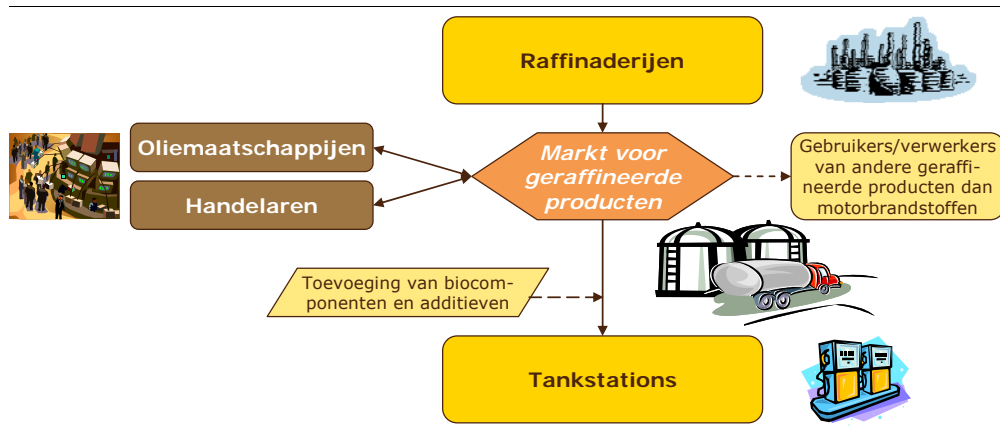 Raffinaderijen
Oliemaatschappijen
Handelaren
Markt voor
geraffineerde
producten
Gebruikers/verwerkers
van andere geraffi-
neerde producten dan
motorbrandstoffen
Toevoeging van biocom-
ponenten en additieven
Tankstations